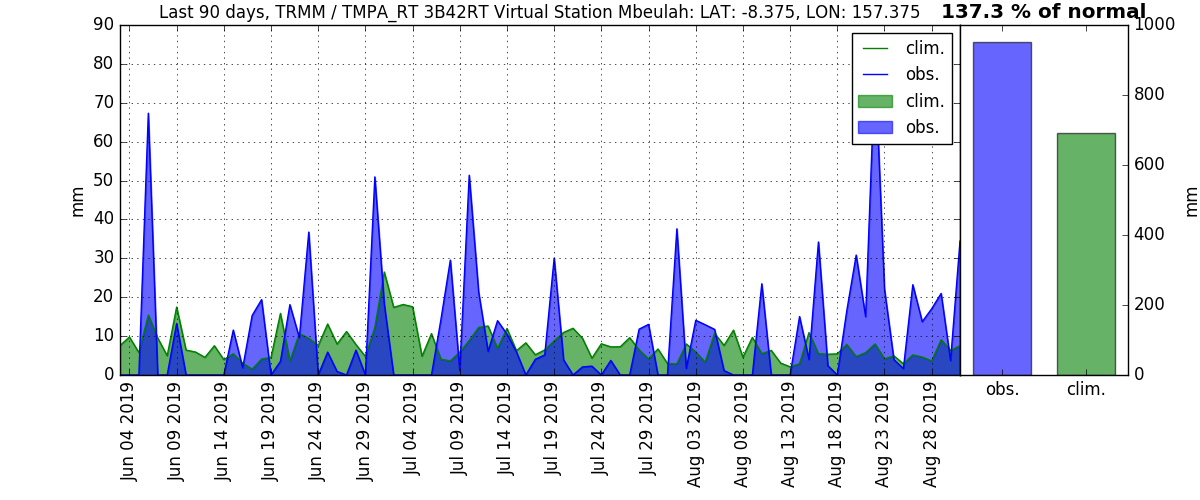 Last 90 days, TRMM / TMPA_RT 3B42RT Virtual Station Mbeulah: LAT: -8.375, LON: 157.375
137.3 % of normal
90
80
70
60
50
40
30
20
10
0
mm
clim.
obs.
clim.
obs.
Jun 04 2019
Jun 09 2019
Jun 14 2019
Jun 19 2019
Jun 24 2019
Jun 29 2019
Jul 04 2019
Jul 09 2019
Jul 14 2019
Jul 19 2019
Jul 24 2019
Jul 29 2019
Aug 03 2019
Aug 08 2019
Aug 13 2019
Aug 18 2019
Aug 23 2019
Aug 28 2019
1000
800
600
400
200
0
mm
obs.
clim.